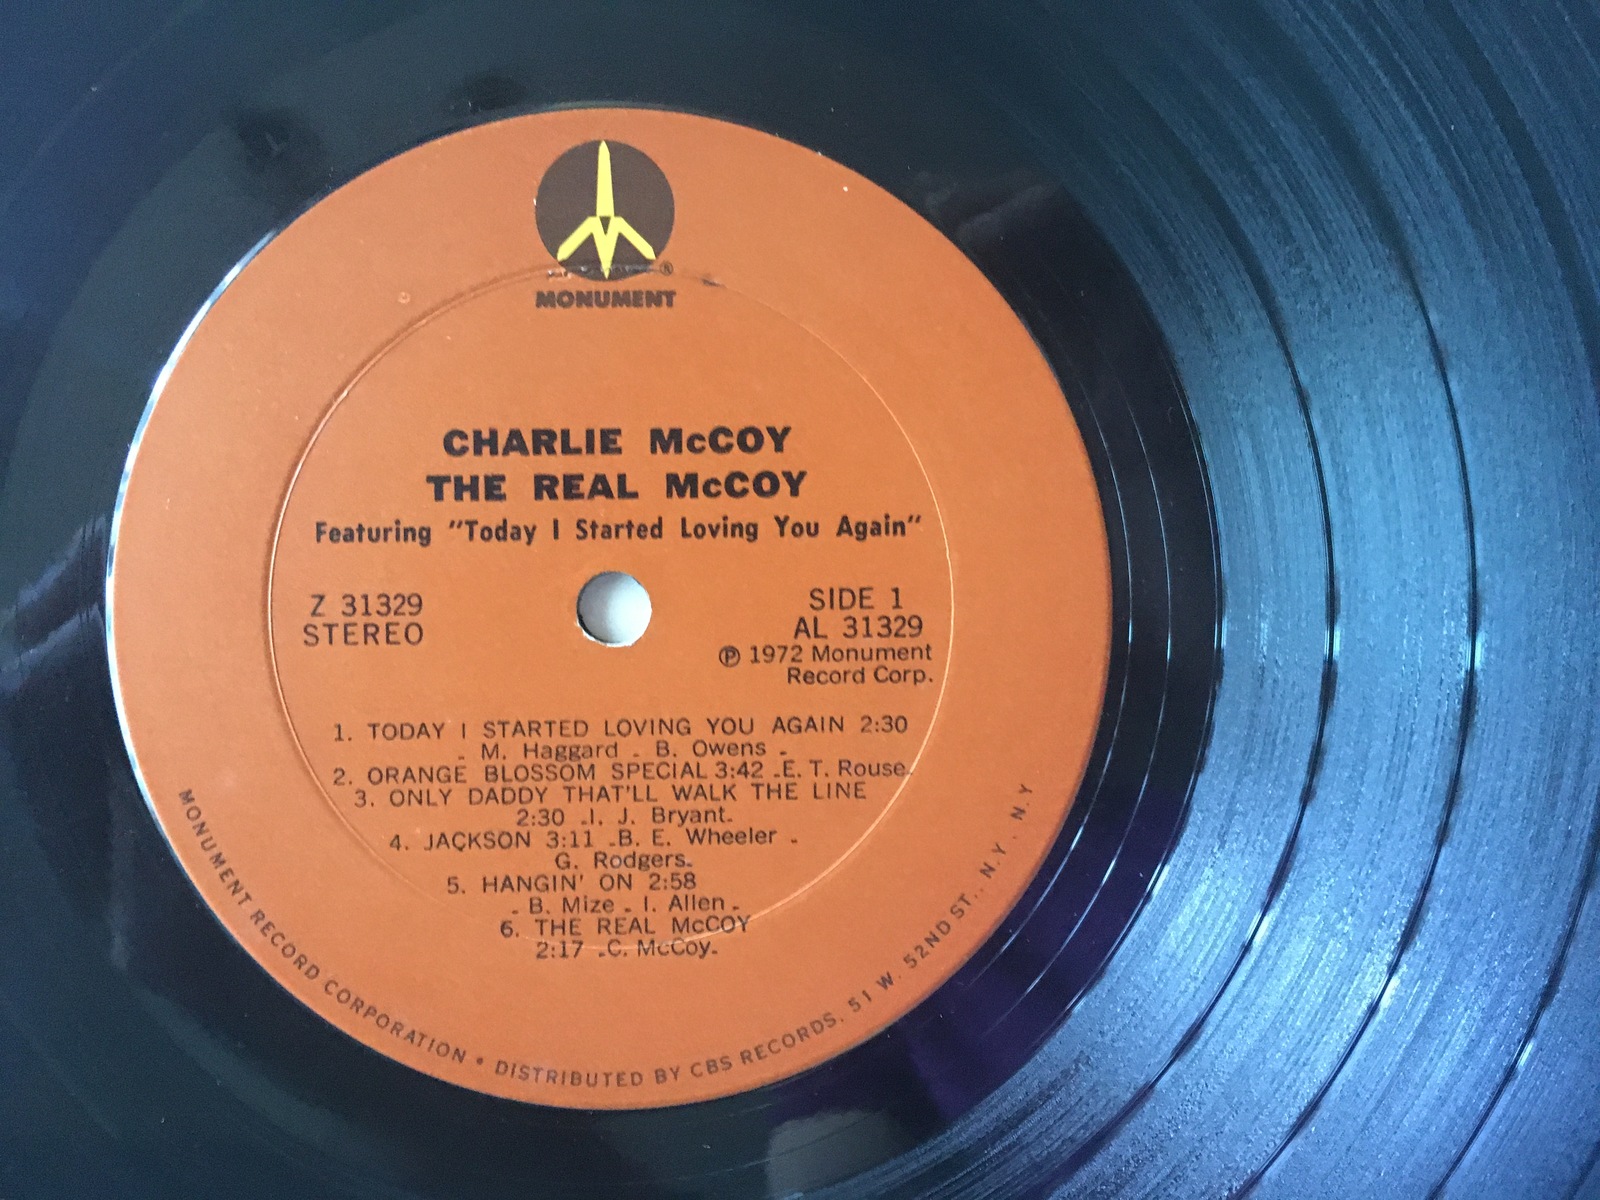 ®
MONUMENT
CHARLIE McCOY
THE REAL McCOY
Featuring "Today I Started Loving You Again"
Z 31329
STEREO
SIDE 1
AL 31329
℗ 1972 Monument
Record Corp.
1. TODAY I STARTED LOVING YOU AGAIN 2:30
- M. Haggard - B. Owens -
2. ORANGE BLOSSOM SPECIAL 3:42 -E. T. Rouse-
3. ONLY DADDY THAT'LL WALK THE LINE
2:30 -I. J. Bryant-
4. JACKSON 3:11 -B. E. Wheeler -
G. Rodgers-
5. HANGIN' ON 2:58
- B. Mize - I. Allen -
6. THE REAL McCOY
2:17 -C. McCoy-
MONUMENT RECORD CORPORATION • DISTRIBUTED BY CBS RECORDS, 51 W. 52ND ST., N.Y., N.Y